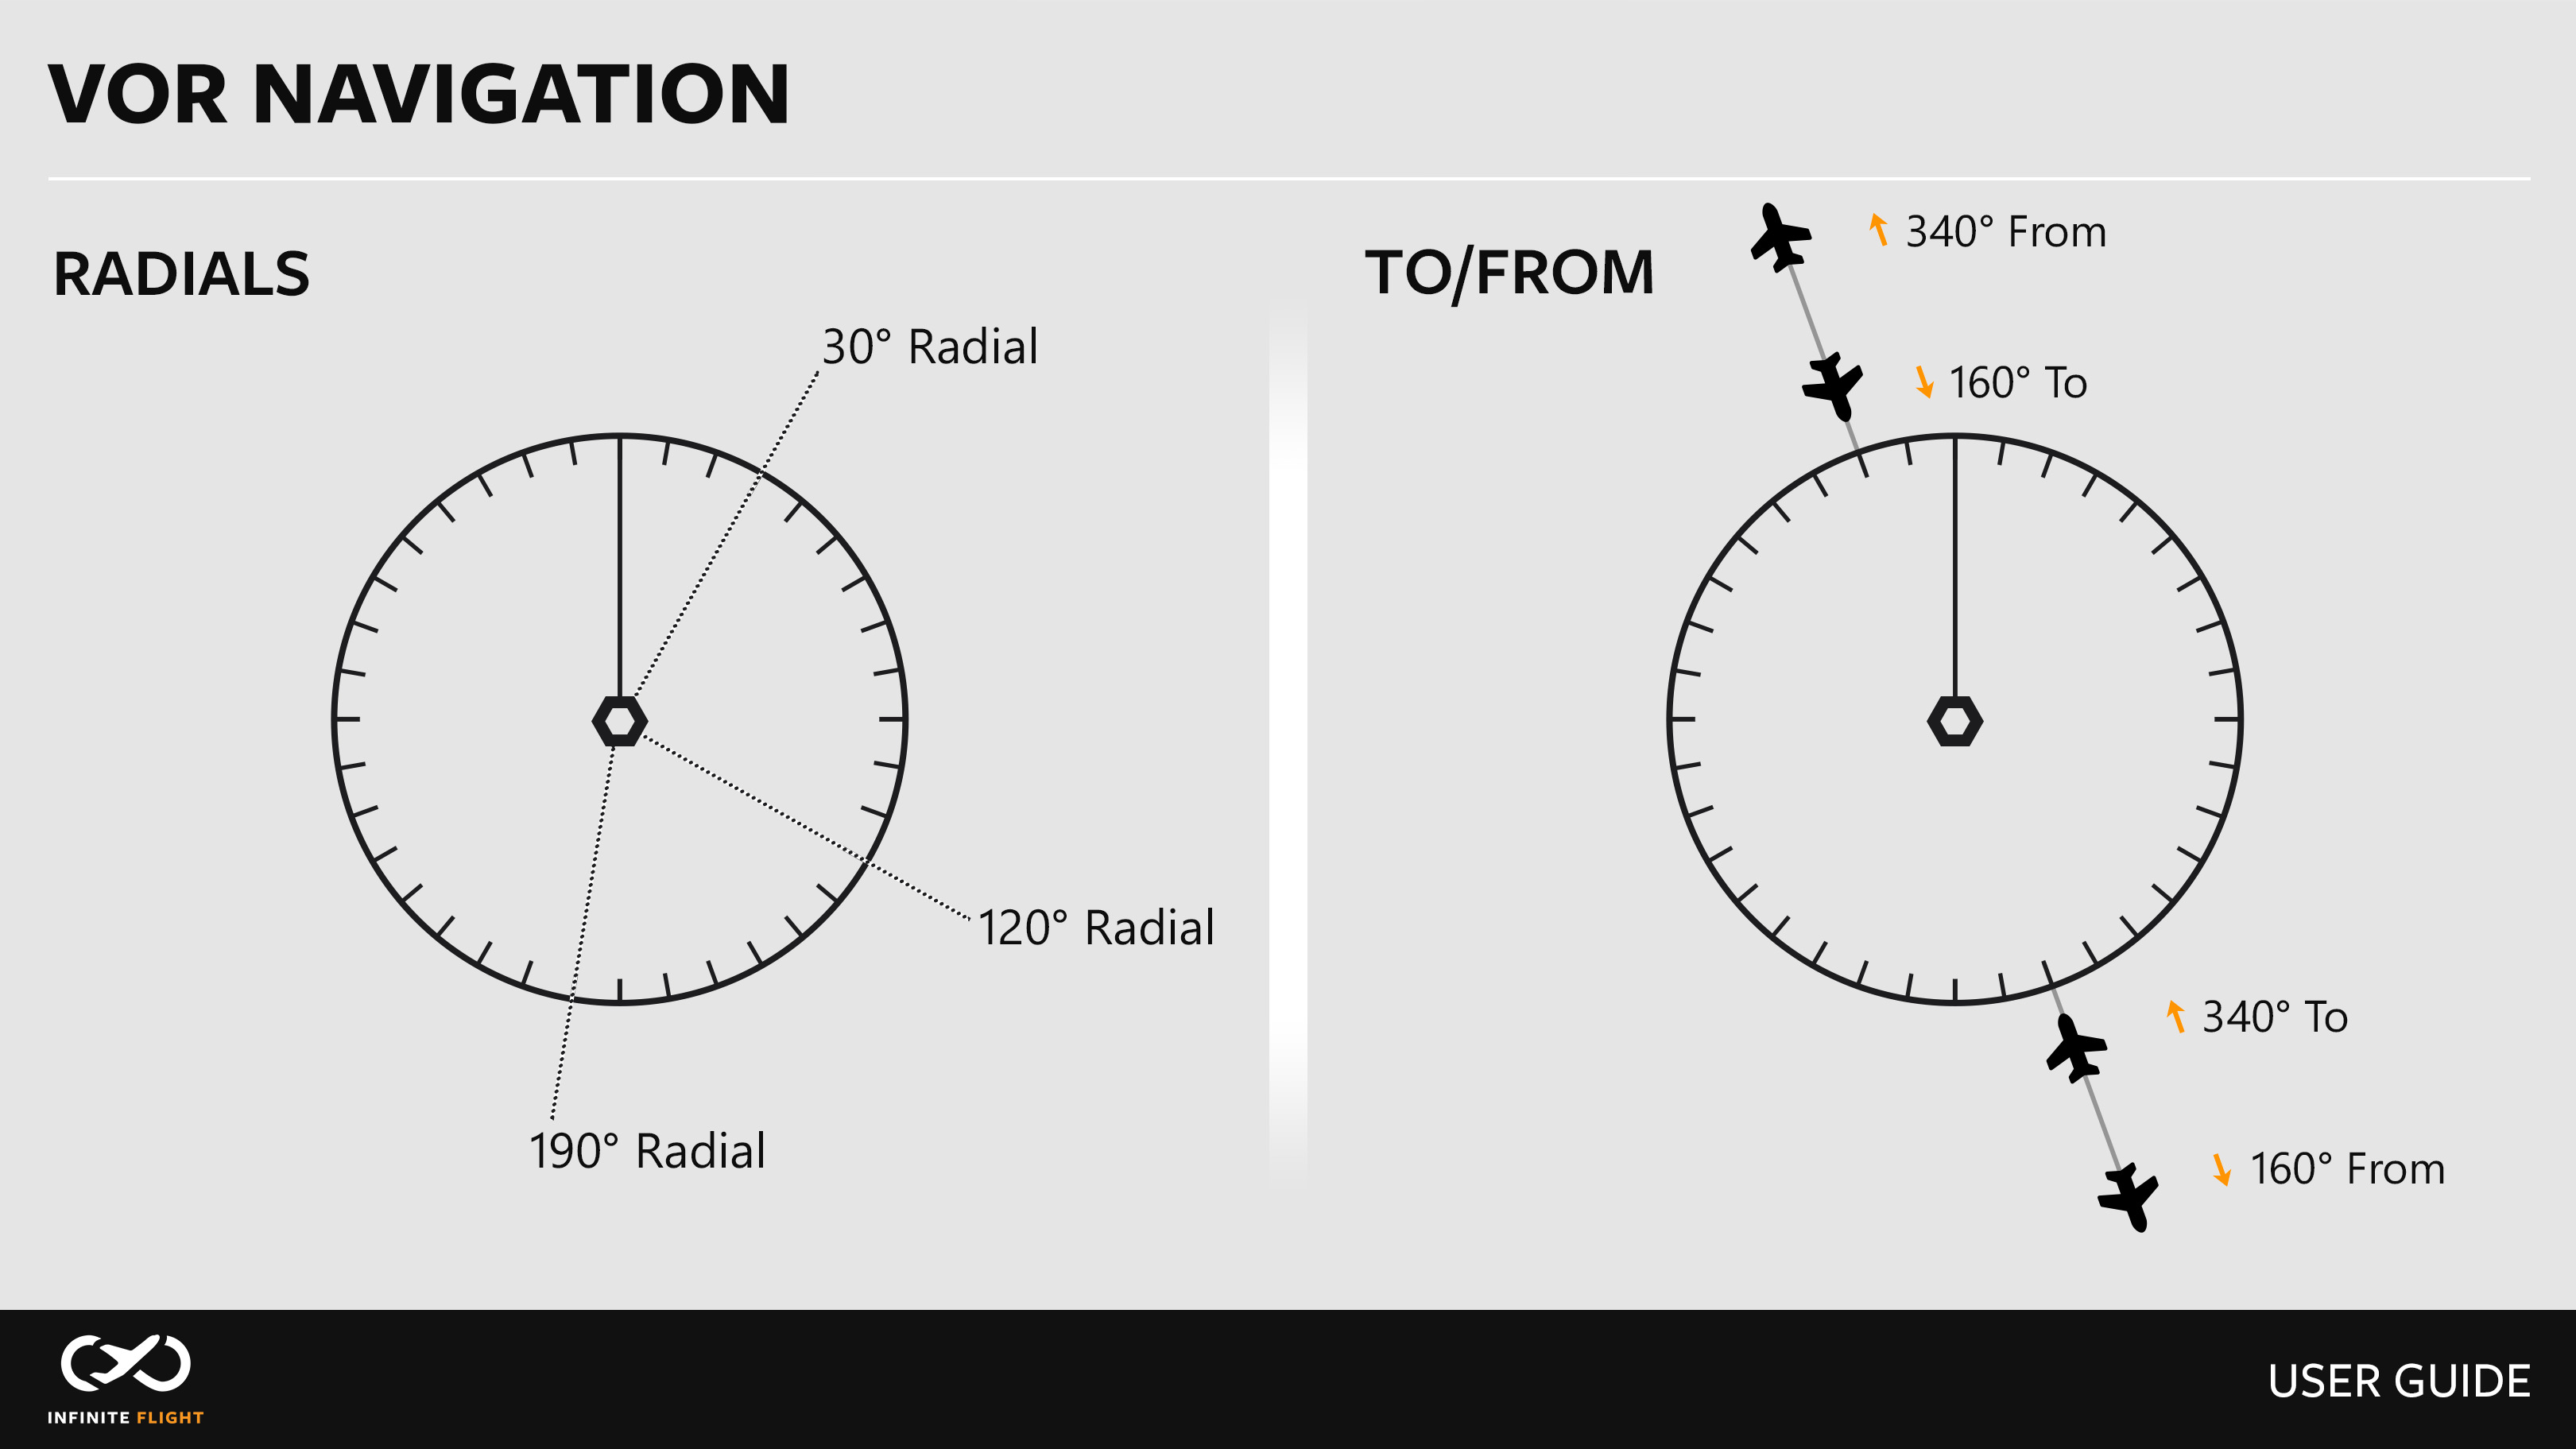 VOR NAVIGATION
RADIALS
30° Radial
120° Radial
190° Radial
TO/FROM
340° From
160° To
340° To
160° From
INFINITE FLIGHT
USER GUIDE